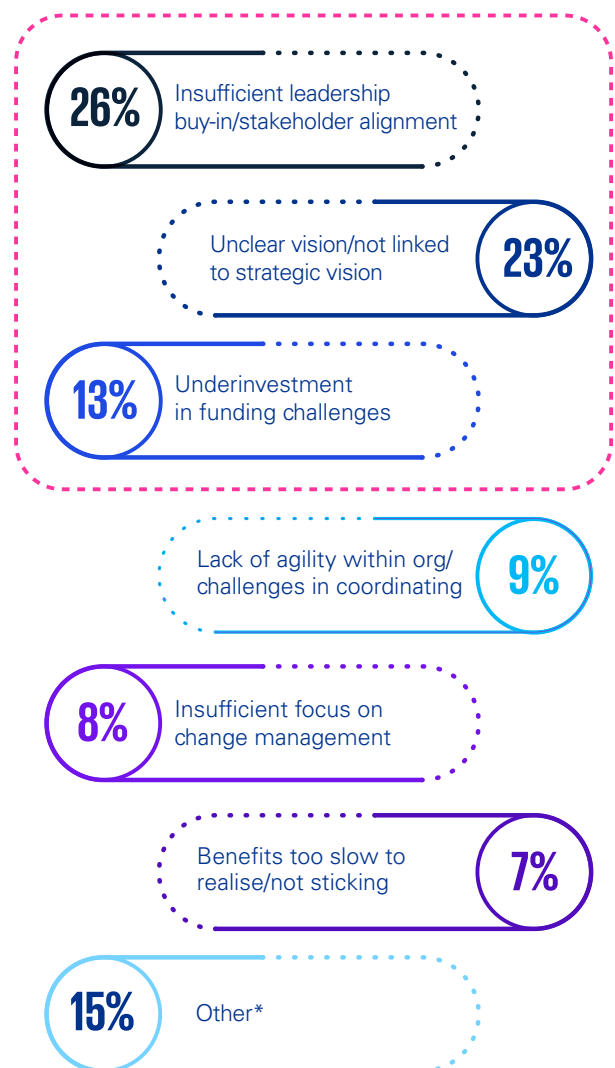 26%
Insufficient leadership
buy-in/stakeholder alignment
Unclear vision/not linked
to strategic vision
23%
13%
Underinvestment
in funding challenges
Lack of agility within org/
challenges in coordinating
9%
8%
Insufficient focus on
change management
Benefits too slow to
realise/not sticking
7%
15%
Other*